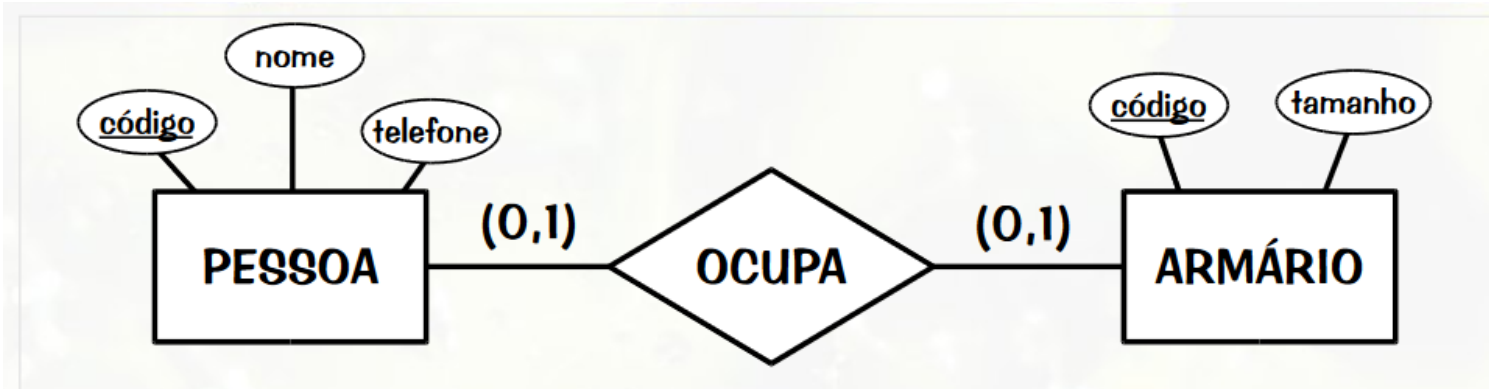 nome
código
telefone
código
tamanho
(0,1)
(0,1)
PESSOA
OCUPA
ARMÁRIO